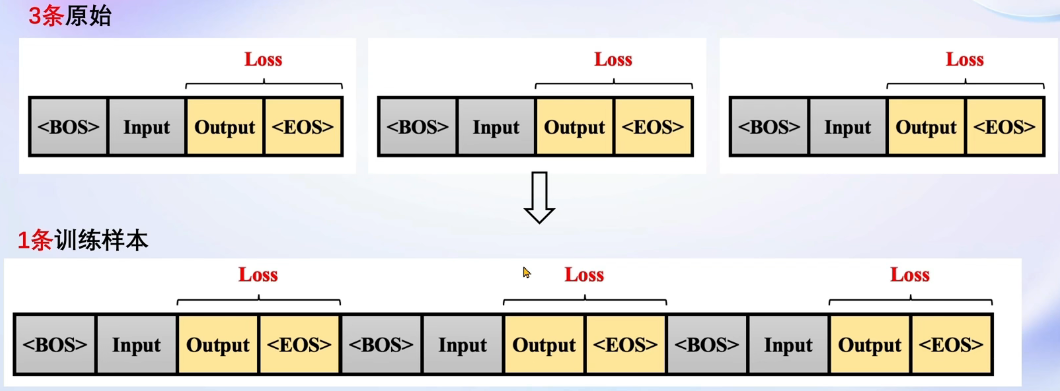 3条原始
Loss Loss Loss
<BOS> Input Output <EOS> <BOS> Input Output <EOS> <BOS> Input Output <EOS>
1条训练样本
Loss Loss Loss
<BOS> Input Output <EOS> <BOS> Input Output <EOS> <BOS> Input Output <EOS>